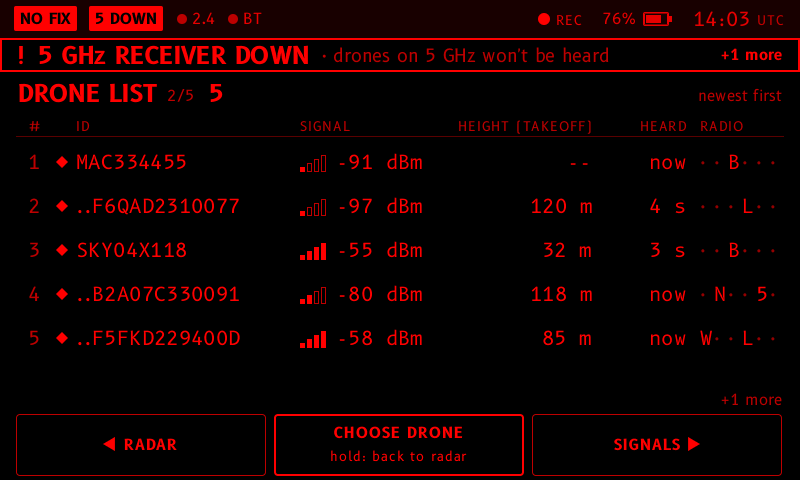 NO FIX 5 DOWN 2.4 BT REC 76% 14:03 UTC
! 5 GHz RECEIVER DOWN · drones on 5 GHz won't be heard +1 more
DRONE LIST 2/5 5 newest first
# ID SIGNAL HEIGHT (TAKEOFF) HEARD RADIO
1 ◆ MAC334455 -91 dBm -- now ··B···
2 ◆ ..F6QAD2310077 -97 dBm 120 m 4 s ···L··
3 ◆ SKY04X118 -55 dBm 32 m 3 s ··B···
4 ◆ ..B2A07C330091 -80 dBm 118 m now ·N··5·
5 ◆ ..F5FKD229400D -58 dBm 85 m now W··L··
+1 more
◀ RADAR CHOOSE DRONE SIGNALS ▶
hold: back to radar